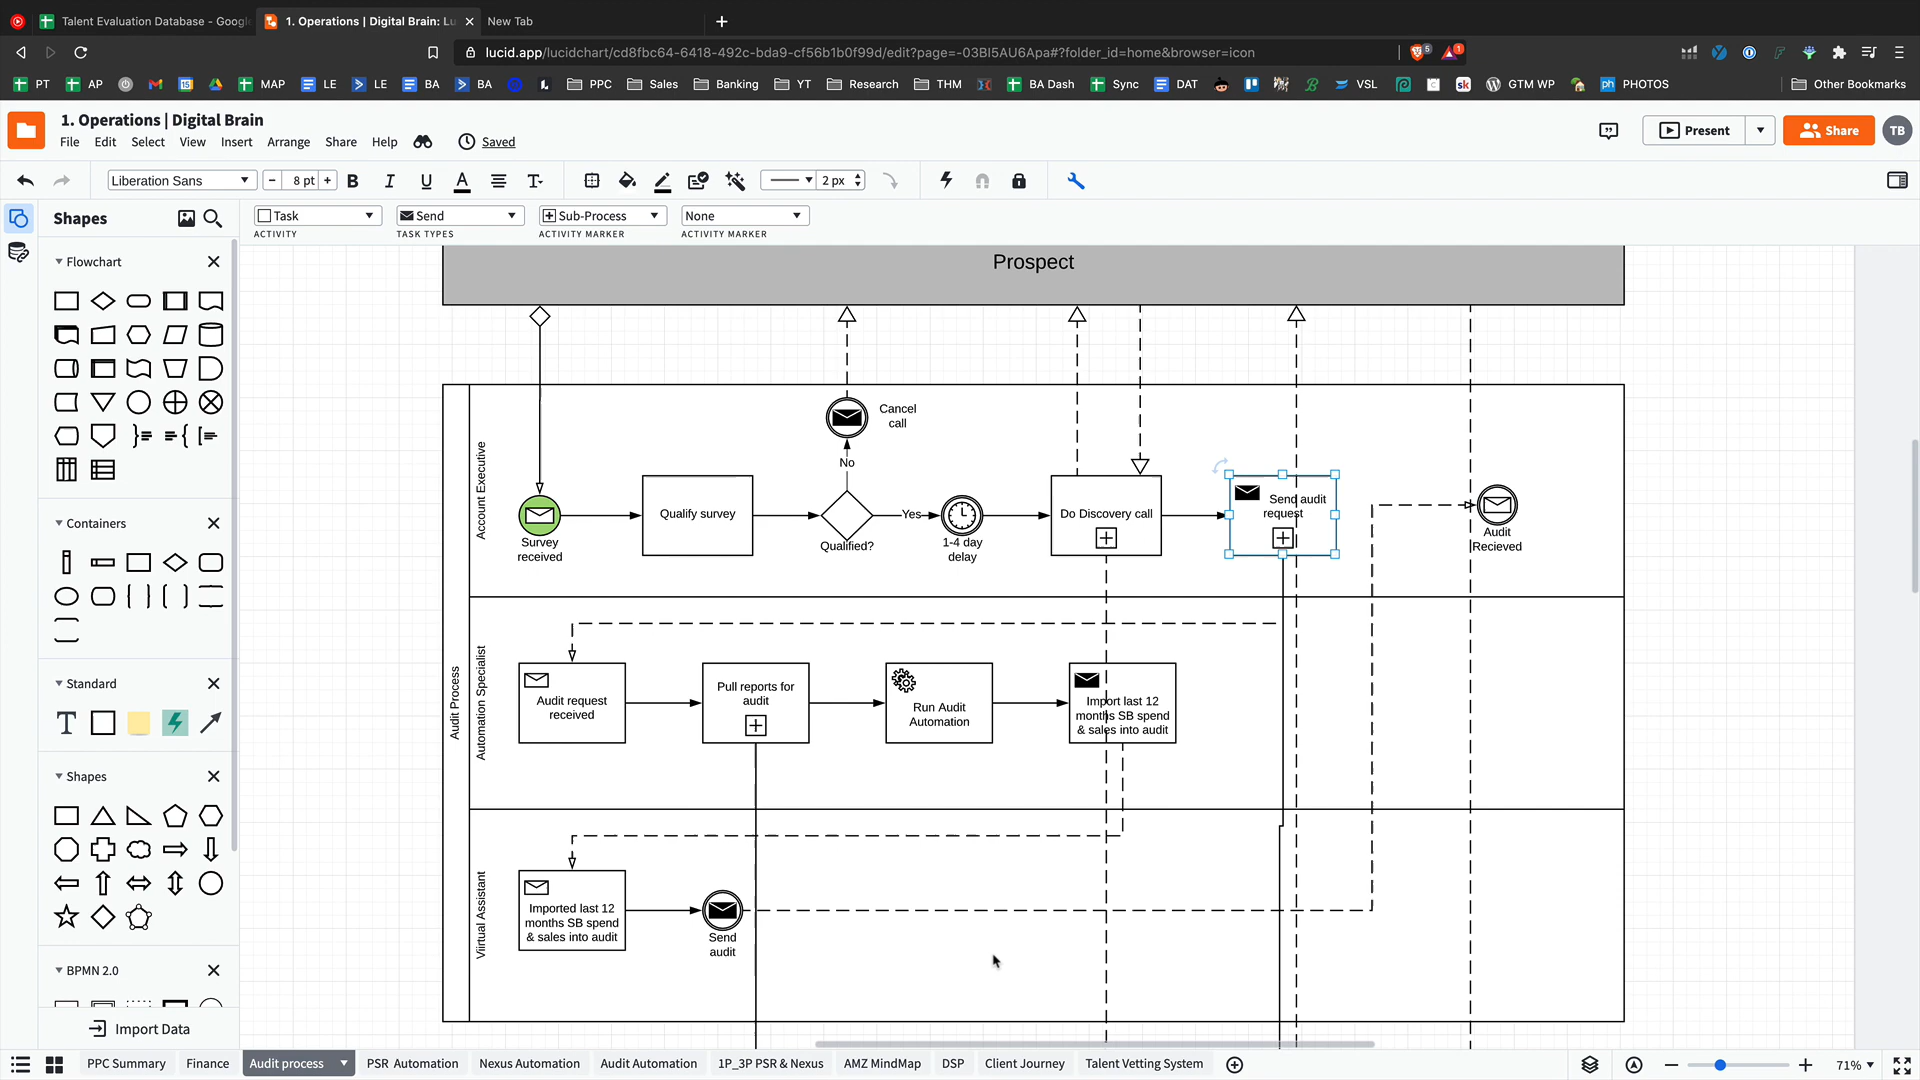 Talent Evaluation Database - Google
1. Operations | Digital Brain: Lu
New Tab
lucid.app/lucidchart/cd8fbc64-6418-492c-bda9-cf56b1b0f99d/edit?page=-03BI5AU6Apa#?folder_id=home&browser=icon
5
1
PT
AP
MAP
LE
LE
BA
BA
PPC
Sales
Banking
YT
Research
THM
BA Dash
Sync
DAT
VSL
GTM WP
PHOTOS
Other Bookmarks
1. Operations | Digital Brain
File Edit Select View Insert Arrange Share Help
Saved
Present
Share
TB
Liberation Sans
8 pt
2 px
Task
ACTIVITY
Send
TASK TYPES
Sub-Process
ACTIVITY MARKER
None
ACTIVITY MARKER
Shapes
Flowchart
Containers
Standard
Shapes
BPMN 2.0
Import Data
Prospect
Audit Process
Account Executive
Survey
received
Qualify survey
Cancel
call
No
Qualified?
Yes
1-4 day
delay
Do Discovery call
Send audit
request
Audit
Recieved
Automation Specialist
Audit request
received
Pull reports for
audit
Run Audit
Automation
Import last 12
months SB spend
& sales into audit
Viirtual Assistant
Imported last 12
months SB spend
& sales into audit
Send
audit
PPC Summary
Finance
Audit process
PSR Automation
Nexus Automation
Audit Automation
1P_3P PSR & Nexus
AMZ MindMap
DSP
Client Journey
Talent Vetting System
71%